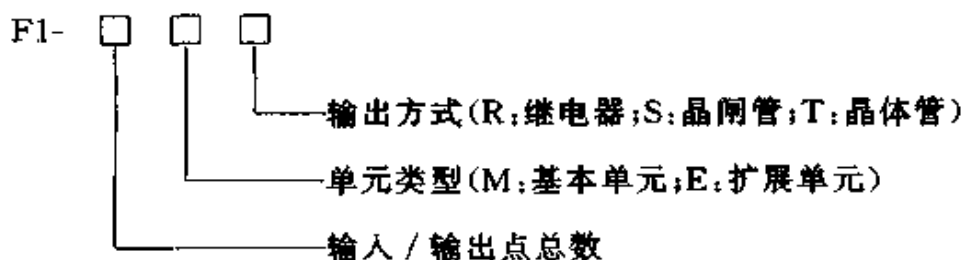 F1- □ □ □
输出方式(R:继电器;S:晶闸管;T:晶体管)
单元类型(M:基本单元;E:扩展单元)
输入/输出点总数